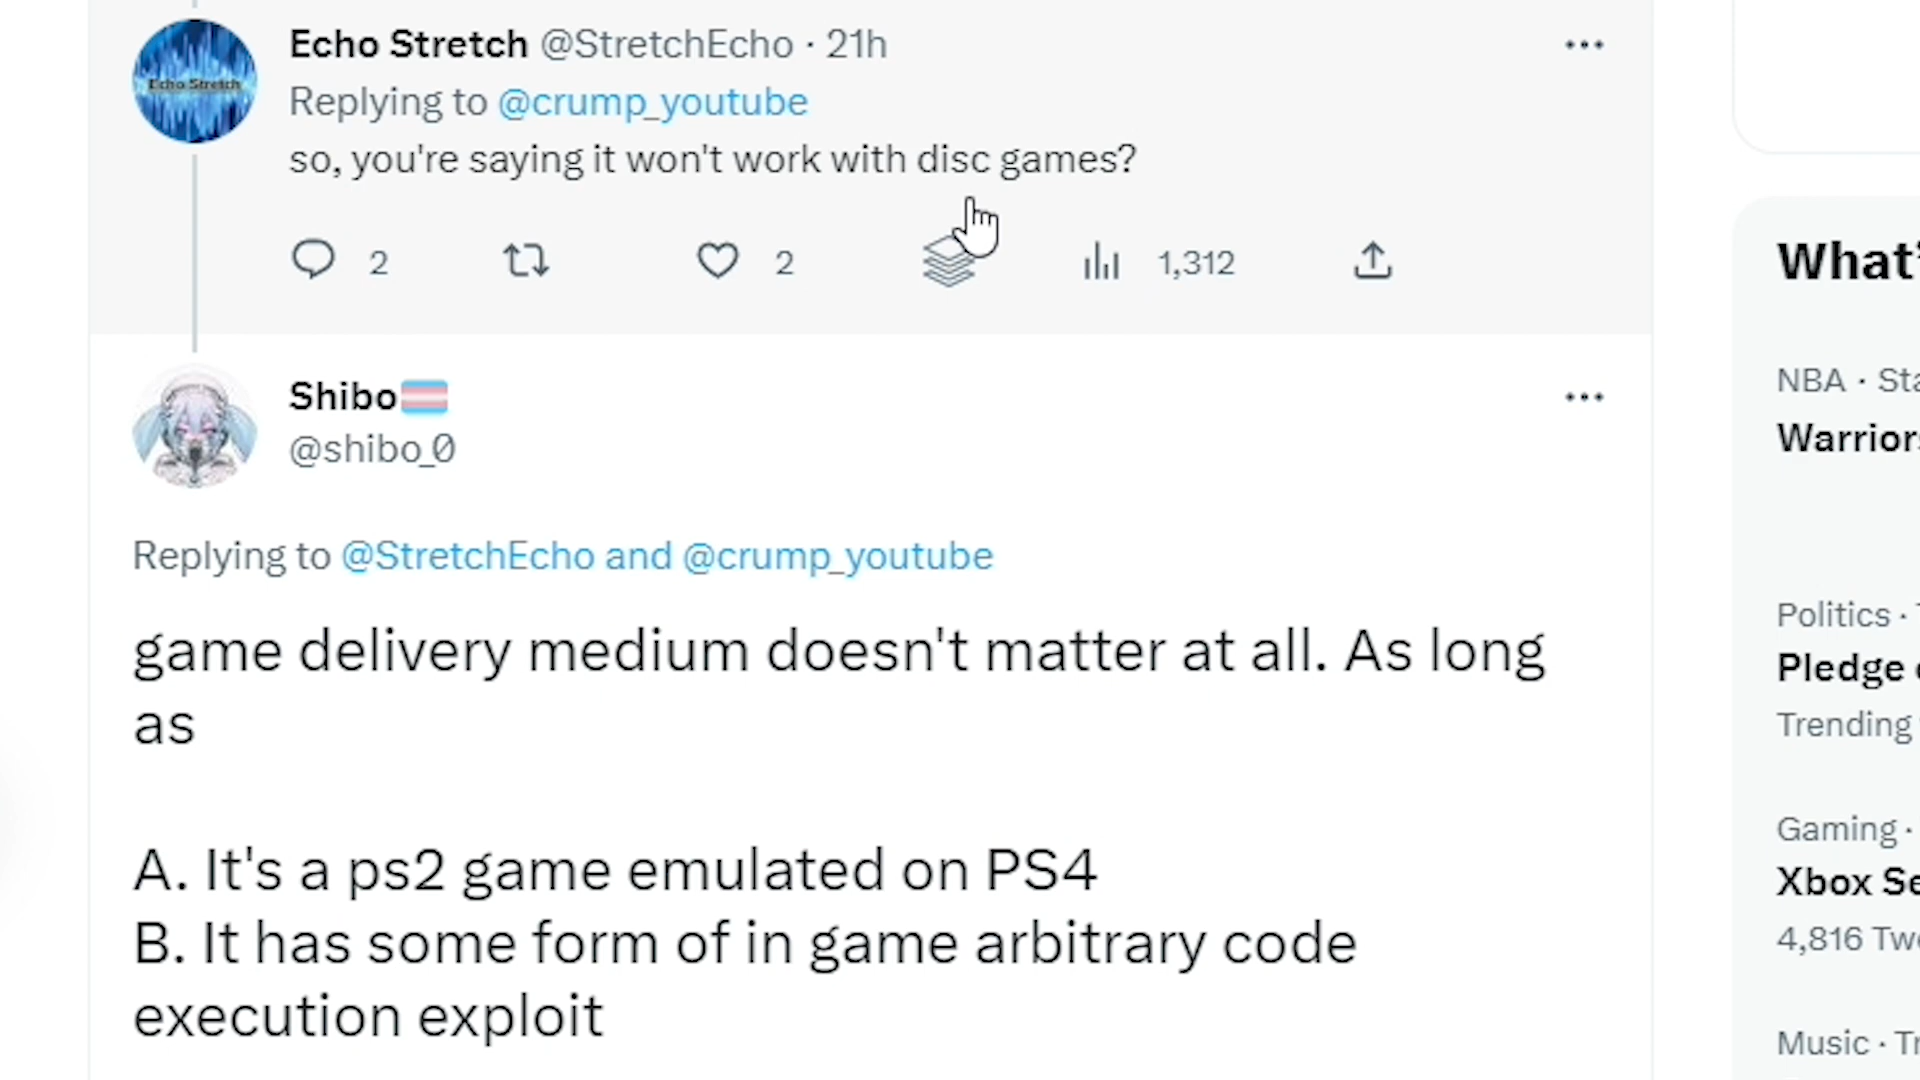 Echo Stretch @StretchEcho · 21h
Echo Stretch
Replying to @crump_youtube
so, you're saying it won't work with disc games?
2 2 1,312
Shibo
@shibo_0
Replying to @StretchEcho and @crump_youtube
game delivery medium doesn't matter at all. As long
as
A. It's a ps2 game emulated on PS4
B. It has some form of in game arbitrary code
execution exploit
What'
NBA · Sta
Warriors
Politics ·
Pledge
Trending
Gaming ·
Xbox Se
4,816 Twe
Music · Tr